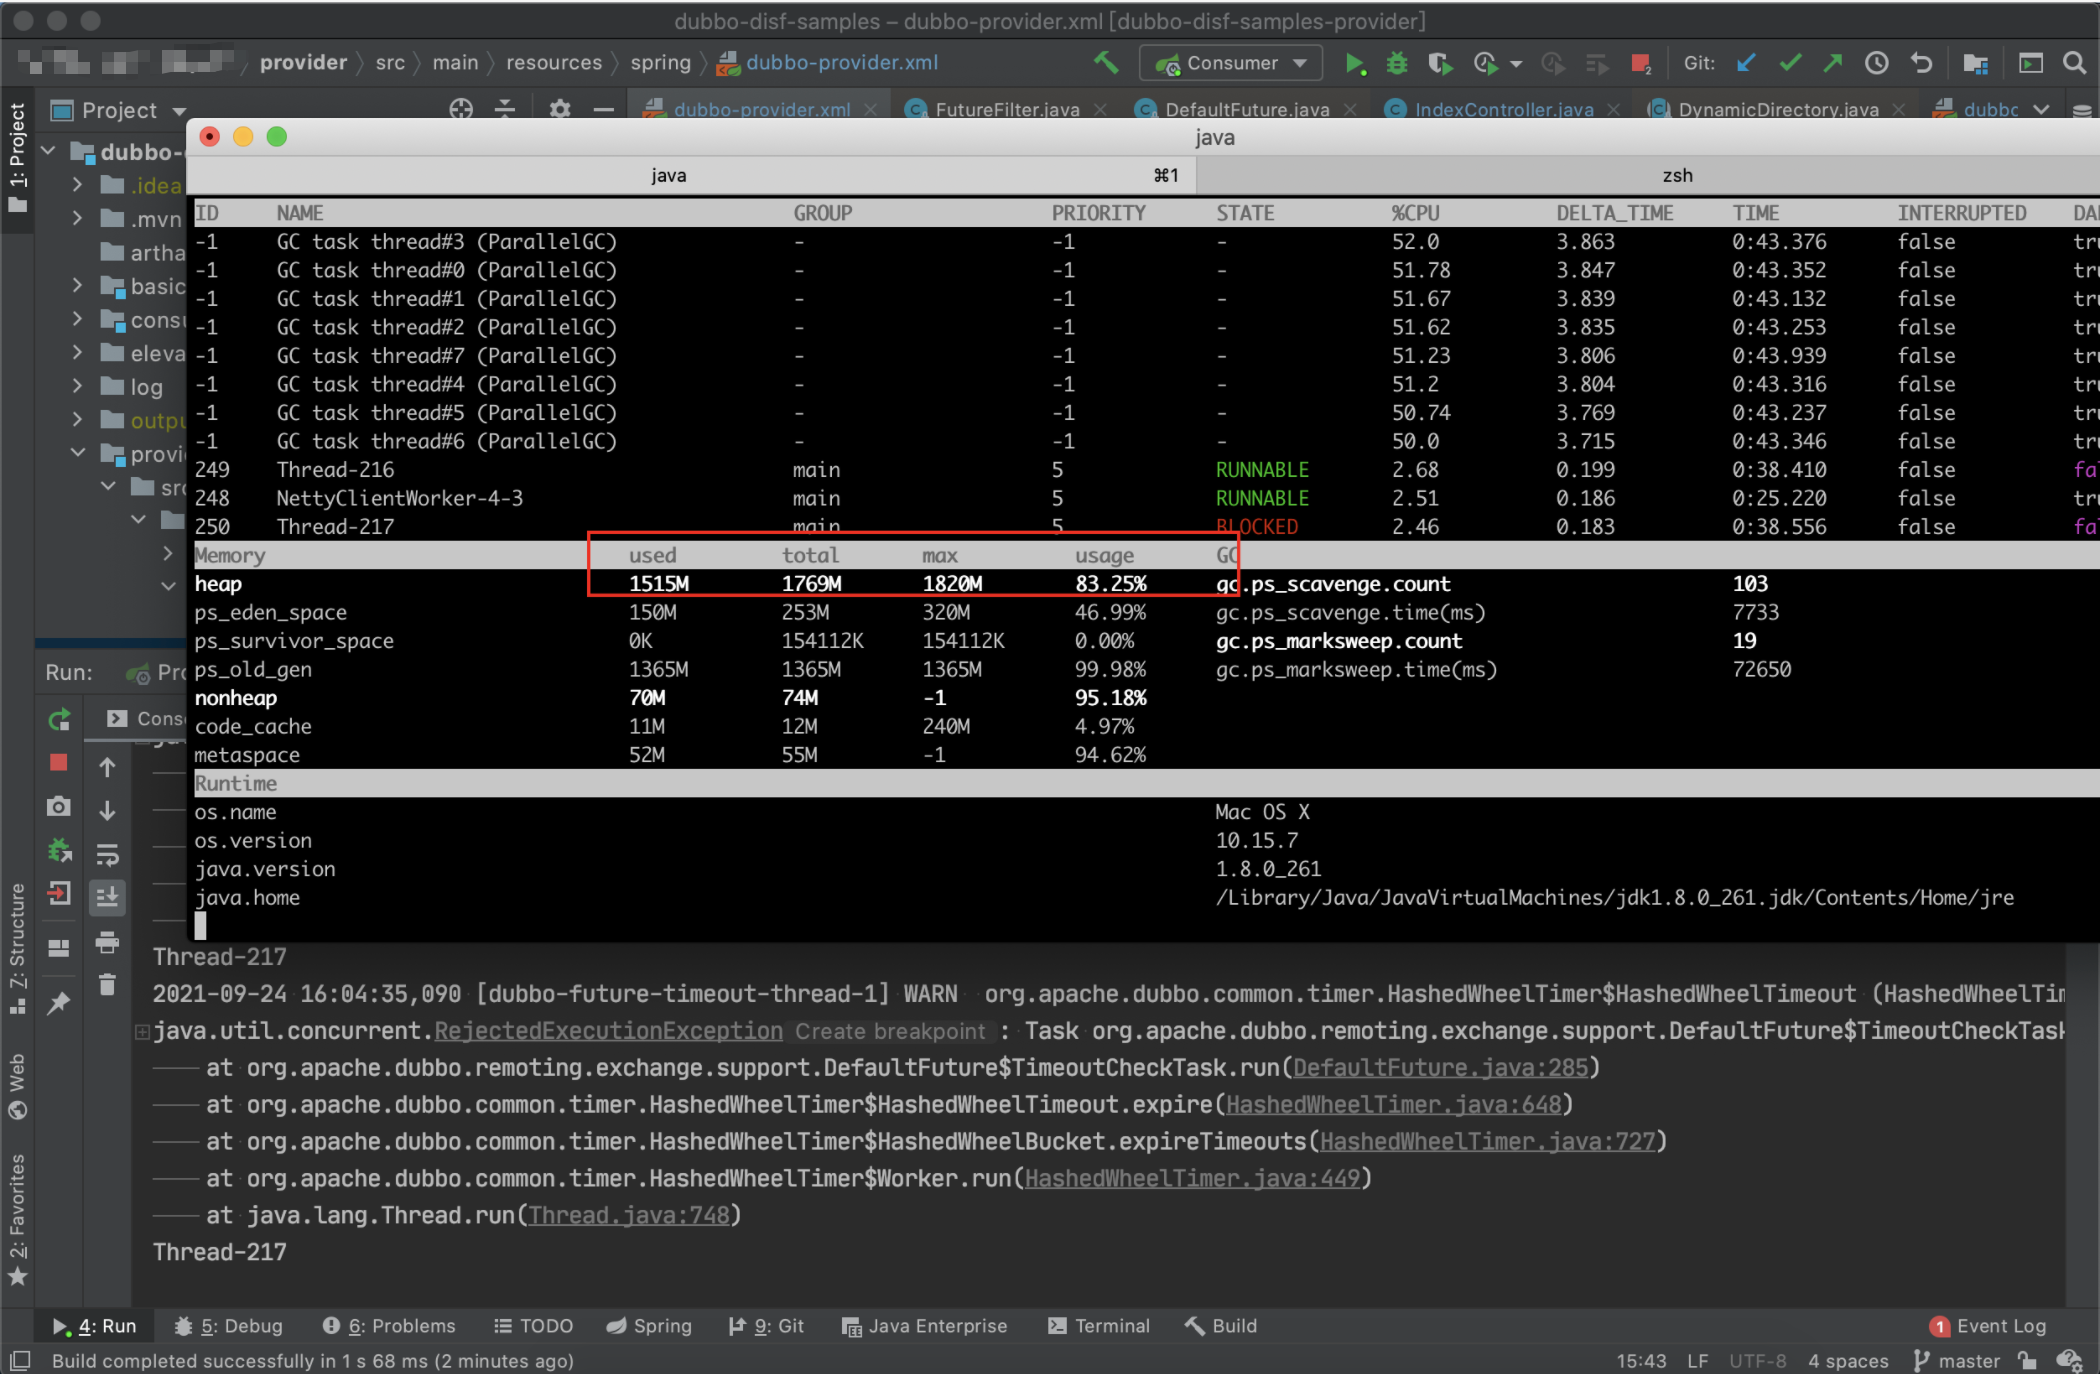 dubbo-disf-samples – dubbo-provider.xml [dubbo-disf-samples-provider]
provider src main resources spring dubbo-provider.xml Consumer 2 Git:
Project dubbo-provider.xml FutureFilter.java DefaultFuture.java IndexController.java DynamicDirectory.java dubbc
1: Project
dubbo-
.idea
.mvn
artha
basic
consu
eleva
log
outpu
provi
src
java
java ⌘1 zsh
ID NAME GROUP PRIORITY STATE %CPU DELTA_TIME TIME INTERRUPTED DA
-1 GC task thread#3 (ParallelGC) - -1 - 52.0 3.863 0:43.376 false tru
-1 GC task thread#0 (ParallelGC) - -1 - 51.78 3.847 0:43.352 false tru
-1 GC task thread#1 (ParallelGC) - -1 - 51.67 3.839 0:43.132 false tru
-1 GC task thread#2 (ParallelGC) - -1 - 51.62 3.835 0:43.253 false tru
-1 GC task thread#7 (ParallelGC) - -1 - 51.23 3.806 0:43.939 false tru
-1 GC task thread#4 (ParallelGC) - -1 - 51.2 3.804 0:43.316 false tru
-1 GC task thread#5 (ParallelGC) - -1 - 50.74 3.769 0:43.237 false tru
-1 GC task thread#6 (ParallelGC) - -1 - 50.0 3.715 0:43.346 false tru
249 Thread-216 main 5 RUNNABLE 2.68 0.199 0:38.410 false fal
248 NettyClientWorker-4-3 main 5 RUNNABLE 2.51 0.186 0:25.220 false tru
250 Thread-217 main 5 BLOCKED 2.46 0.183 0:38.556 false fal
Memory used total max usage GC
heap 1515M 1769M 1820M 83.25% gc.ps_scavenge.count 103
ps_eden_space 150M 253M 320M 46.99% gc.ps_scavenge.time(ms) 7733
ps_survivor_space 0K 154112K 154112K 0.00% gc.ps_marksweep.count 19
ps_old_gen 1365M 1365M 1365M 99.98% gc.ps_marksweep.time(ms) 72650
nonheap 70M 74M -1 95.18%
code_cache 11M 12M 240M 4.97%
metaspace 52M 55M -1 94.62%
Runtime
os.name Mac OS X
os.version 10.15.7
java.version 1.8.0_261
java.home /Library/Java/JavaVirtualMachines/jdk1.8.0_261.jdk/Contents/Home/jre
Run: Pro
Conso
Thread-217
2021-09-24 16:04:35,090 [dubbo-future-timeout-thread-1] WARN org.apache.dubbo.common.timer.HashedWheelTimer$HashedWheelTimeout (HashedWheelTim
java.util.concurrent.RejectedExecutionException Create breakpoint : Task org.apache.dubbo.remoting.exchange.support.DefaultFuture$TimeoutCheckTask
at org.apache.dubbo.remoting.exchange.support.DefaultFuture$TimeoutCheckTask.run(DefaultFuture.java:285)
at org.apache.dubbo.common.timer.HashedWheelTimer$HashedWheelTimeout.expire(HashedWheelTimer.java:648)
at org.apache.dubbo.common.timer.HashedWheelTimer$HashedWheelBucket.expireTimeouts(HashedWheelTimer.java:727)
at org.apache.dubbo.common.timer.HashedWheelTimer$Worker.run(HashedWheelTimer.java:449)
at java.lang.Thread.run(Thread.java:748)
Thread-217
7: Structure
Web
2: Favorites
4: Run 5: Debug 6: Problems TODO Spring 9: Git Java Enterprise Terminal Build 1 Event Log
Build completed successfully in 1 s 68 ms (2 minutes ago) 15:43 LF UTF-8 4 spaces master